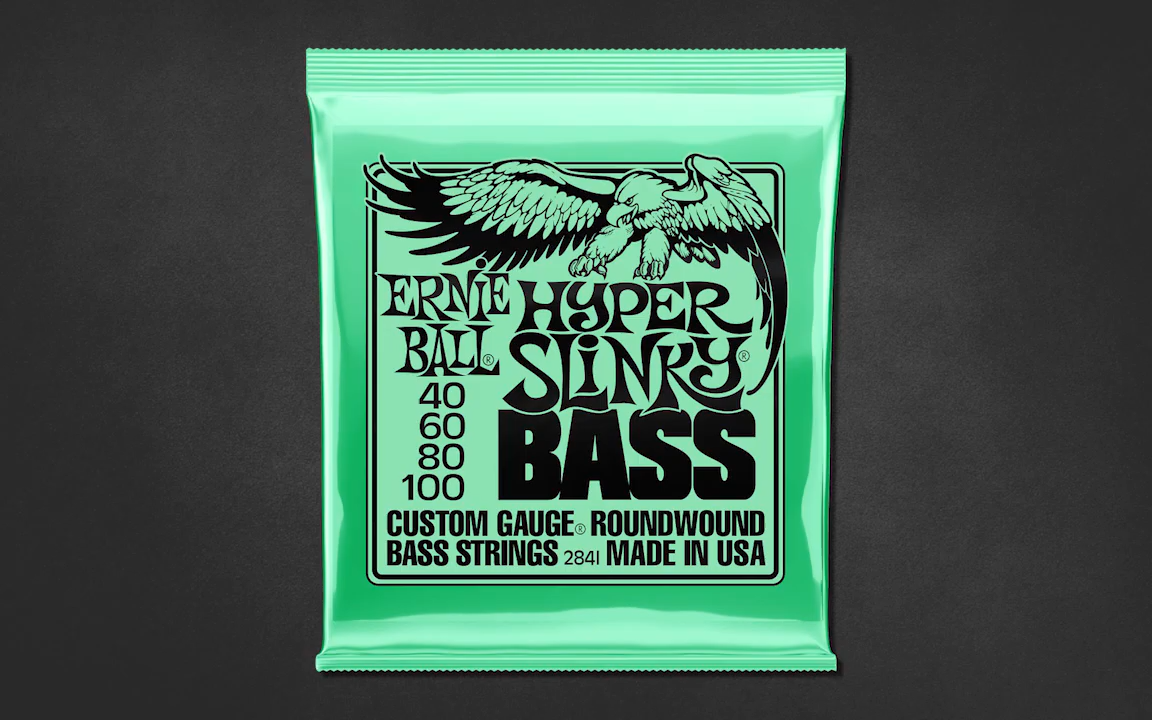 ERNIE
BALL®
HYPER
SLINKY®
BASS
40
60
80
100
CUSTOM GAUGE® ROUNDWOUND
BASS STRINGS 2841 MADE IN USA